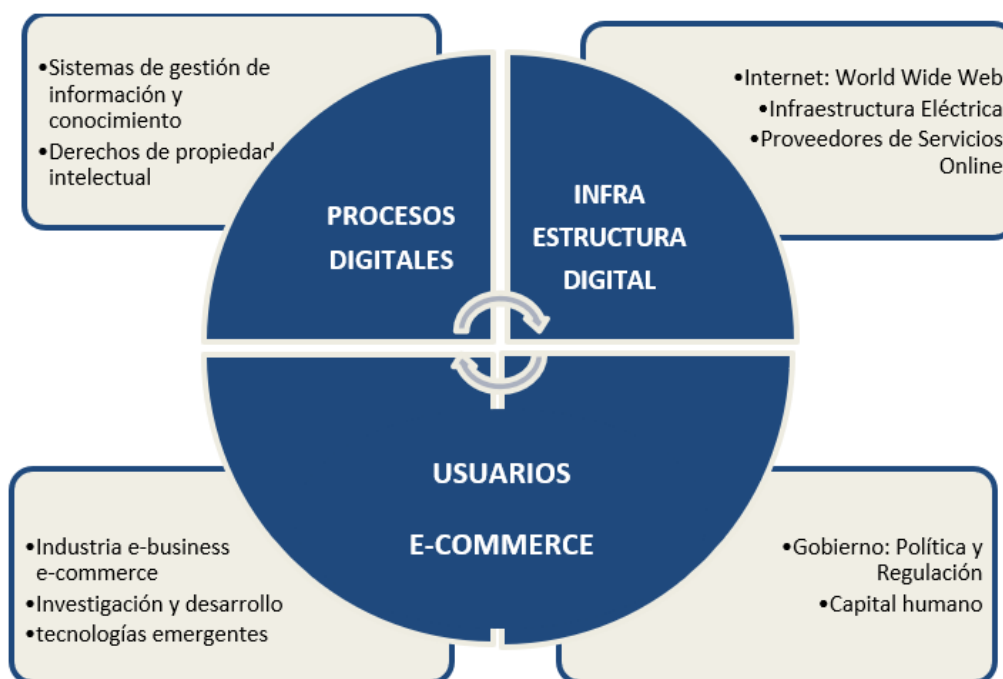 •Sistemas de gestión de
información y
conocimiento
•Derechos de propiedad
intelectual
•Internet: World Wide Web
•Infraestructura Eléctrica
•Proveedores de Servicios
Online
PROCESOS
DIGITALES
INFRA
ESTRUCTURA
DIGITAL
USUARIOS
E-COMMERCE
•Industria e-business
e-commerce
•Investigación y desarrollo
•tecnologías emergentes
•Gobierno: Política y
Regulación
•Capital humano